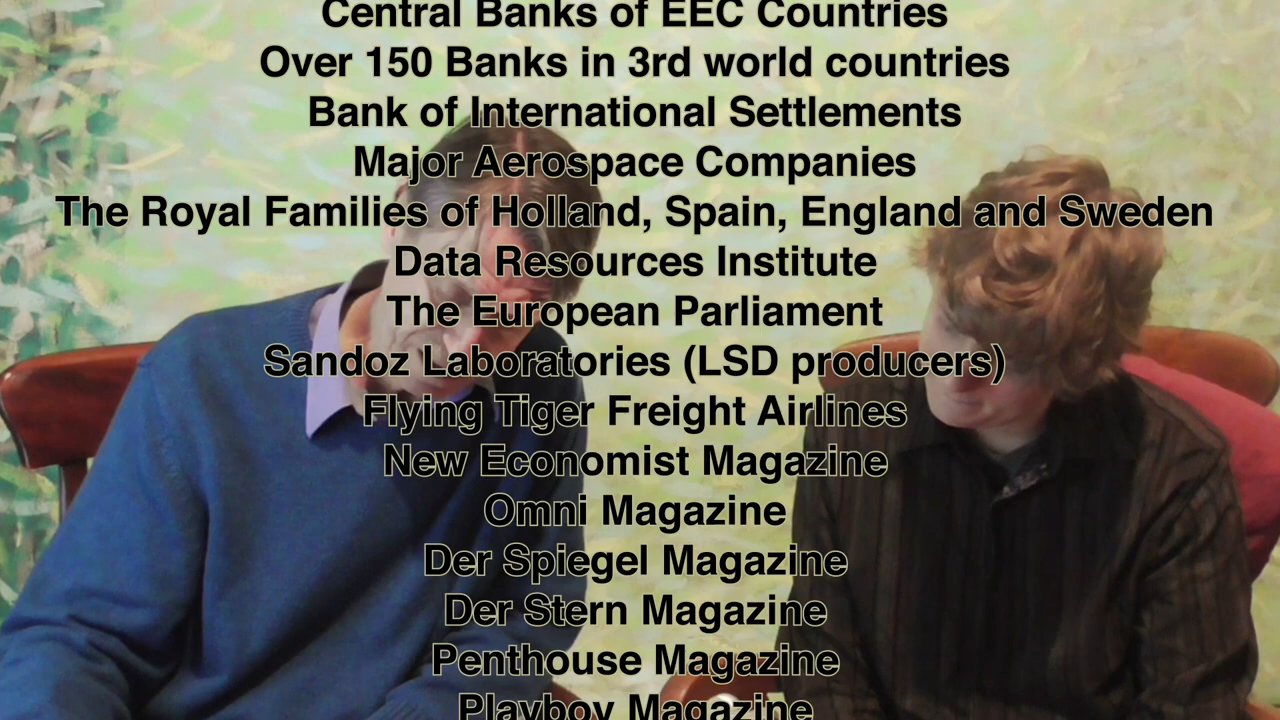 Central Banks of EEC Countries
Over 150 Banks in 3rd world countries
Bank of International Settlements
Major Aerospace Companies
The Royal Families of Holland, Spain, England and Sweden
Data Resources Institute
The European Parliament
Sandoz Laboratories (LSD producers)
Flying Tiger Freight Airlines
New Economist Magazine
Omni Magazine
Der Spiegel Magazine
Der Stern Magazine
Penthouse Magazine
Playboy Magazine